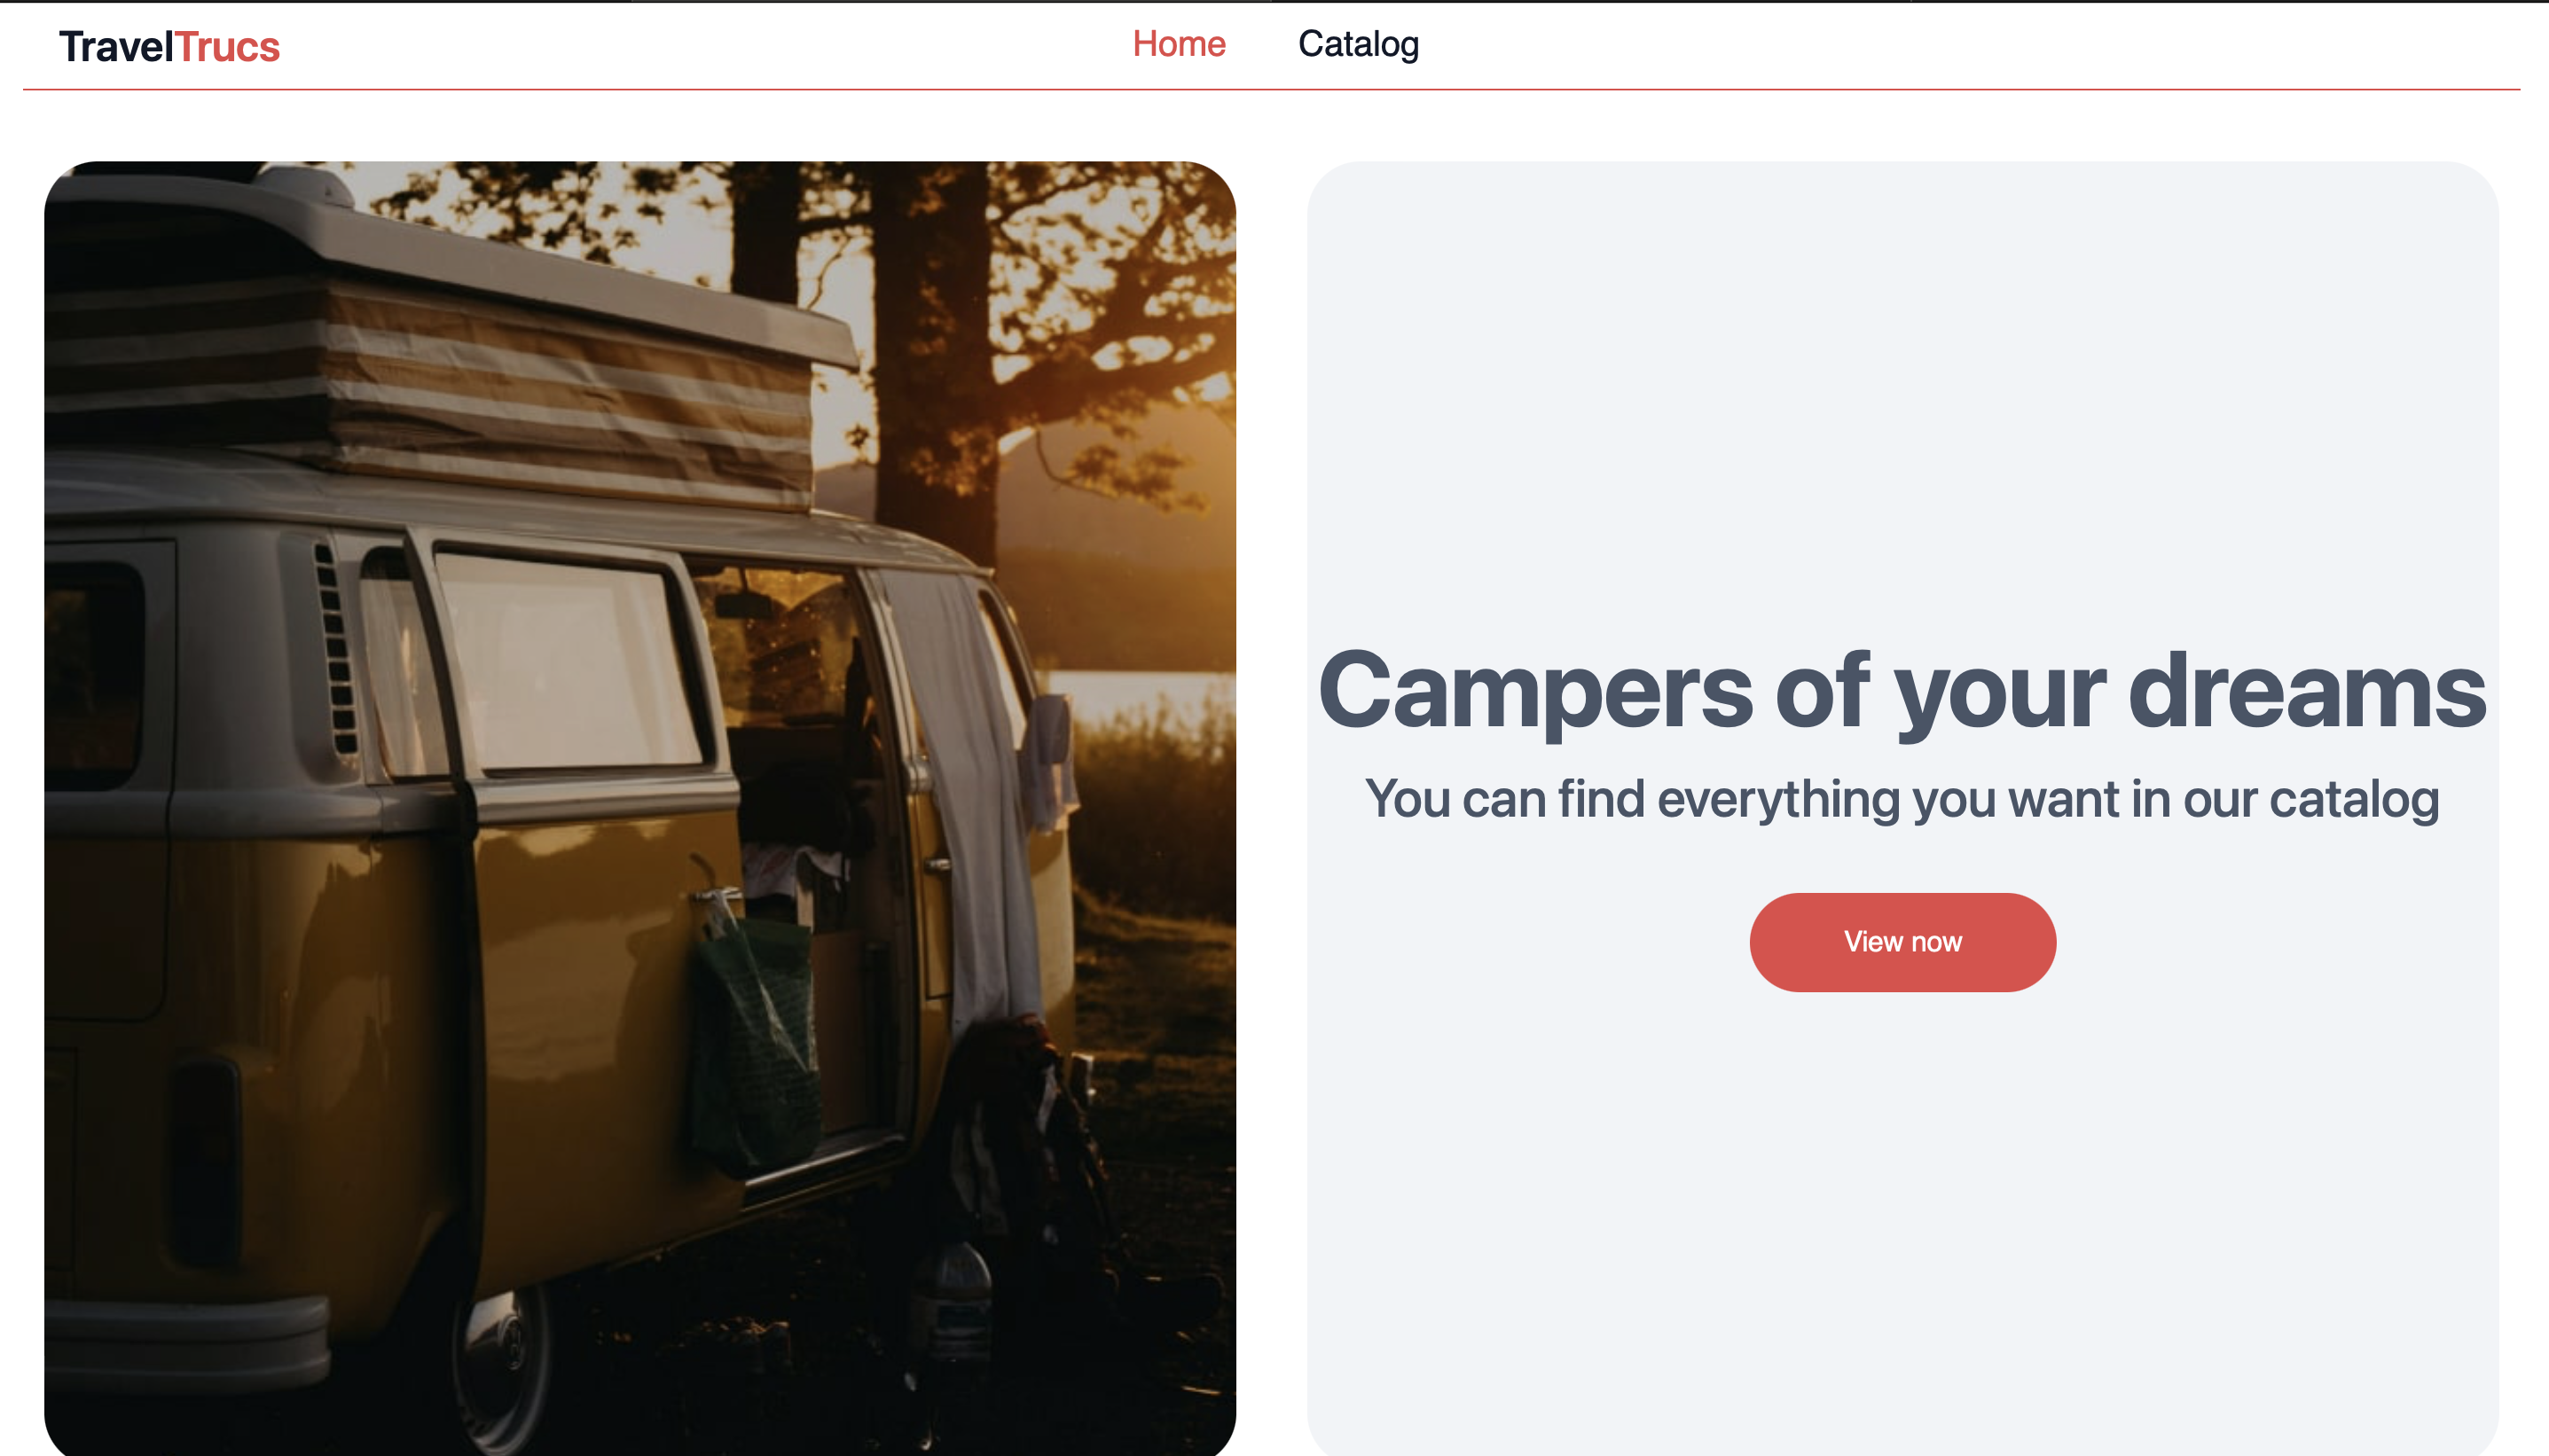 TravelTrucs
Home
Catalog
Campers of your dreams
You can find everything you want in our catalog
View now